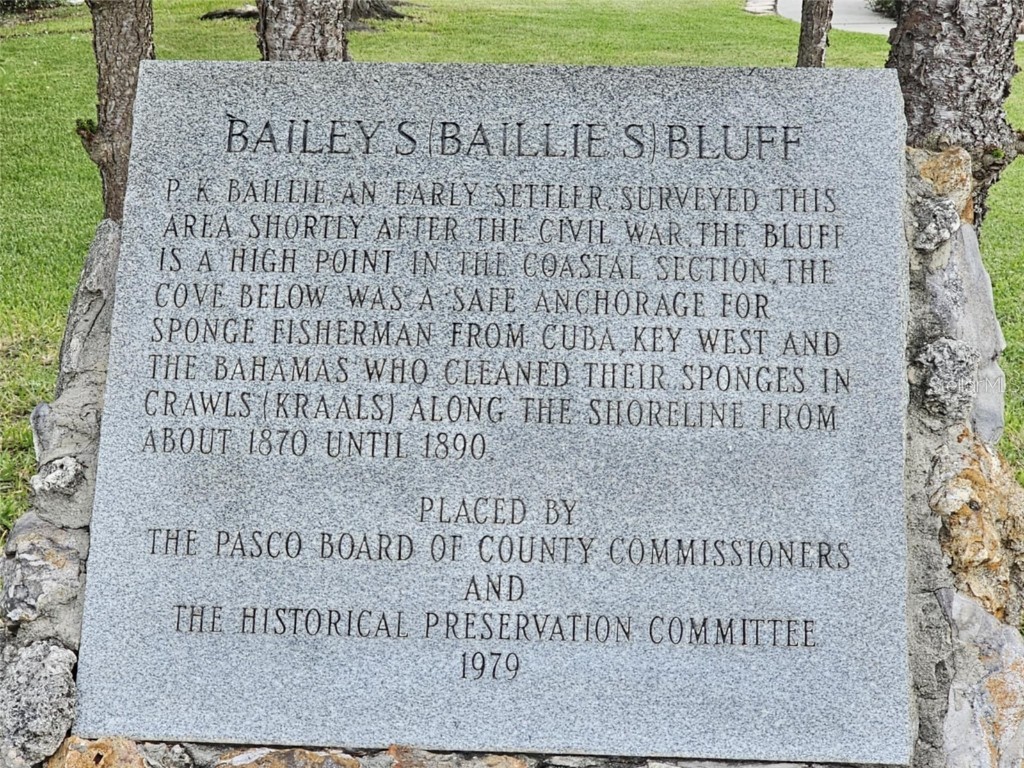 BAILEY'S (BAILLIE'S) BLUFF
P. K. BAILLIE, AN EARLY SETTLER, SURVEYED THIS
AREA SHORTLY AFTER THE CIVIL WAR. THE BLUFF
IS A HIGH POINT IN THE COASTAL SECTION, THE
COVE BELOW WAS A SAFE ANCHORAGE FOR
SPONGE FISHERMAN FROM CUBA, KEY WEST AND
THE BAHAMAS WHO CLEANED THEIR SPONGES IN
CRAWLS (KRAALS) ALONG THE SHORELINE FROM
ABOUT 1870 UNTIL 1890.
PLACED BY
THE PASCO BOARD OF COUNTY COMMISSIONERS
AND
THE HISTORICAL PRESERVATION COMMITTEE
1979